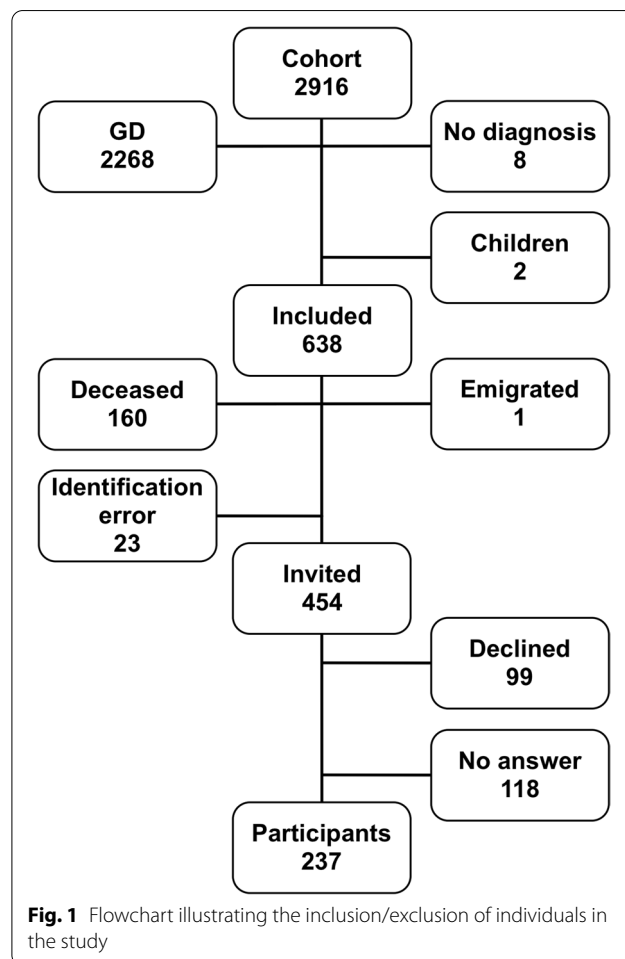 Cohort
2916
GD
2268
No diagnosis
8
Children
2
Included
638
Deceased
160
Emigrated
1
Identification
error
23
Invited
454
Declined
99
No answer
118
Participants
237
Fig. 1 Flowchart illustrating the inclusion/exclusion of individuals in
the study